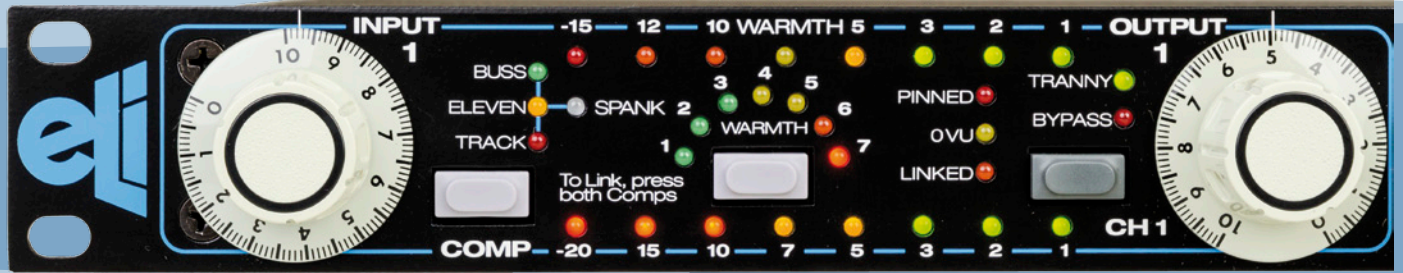 INPUT
1
-15 12 10 WARMTH 5 3 2 1
OUTPUT
1
10 9 8 7 6 5 4 3 2 1 0
BUSS
ELEVEN
SPANK
TRACK
To Link, press
both Comps
1 2 3 4 5 6 7
WARMTH
PINNED
0VU
LINKED
TRANNY
BYPASS
5 4 3 2 0 10 9 8 7 6
eli
COMP -20 15 10 7 5 3 2 1
CH 1